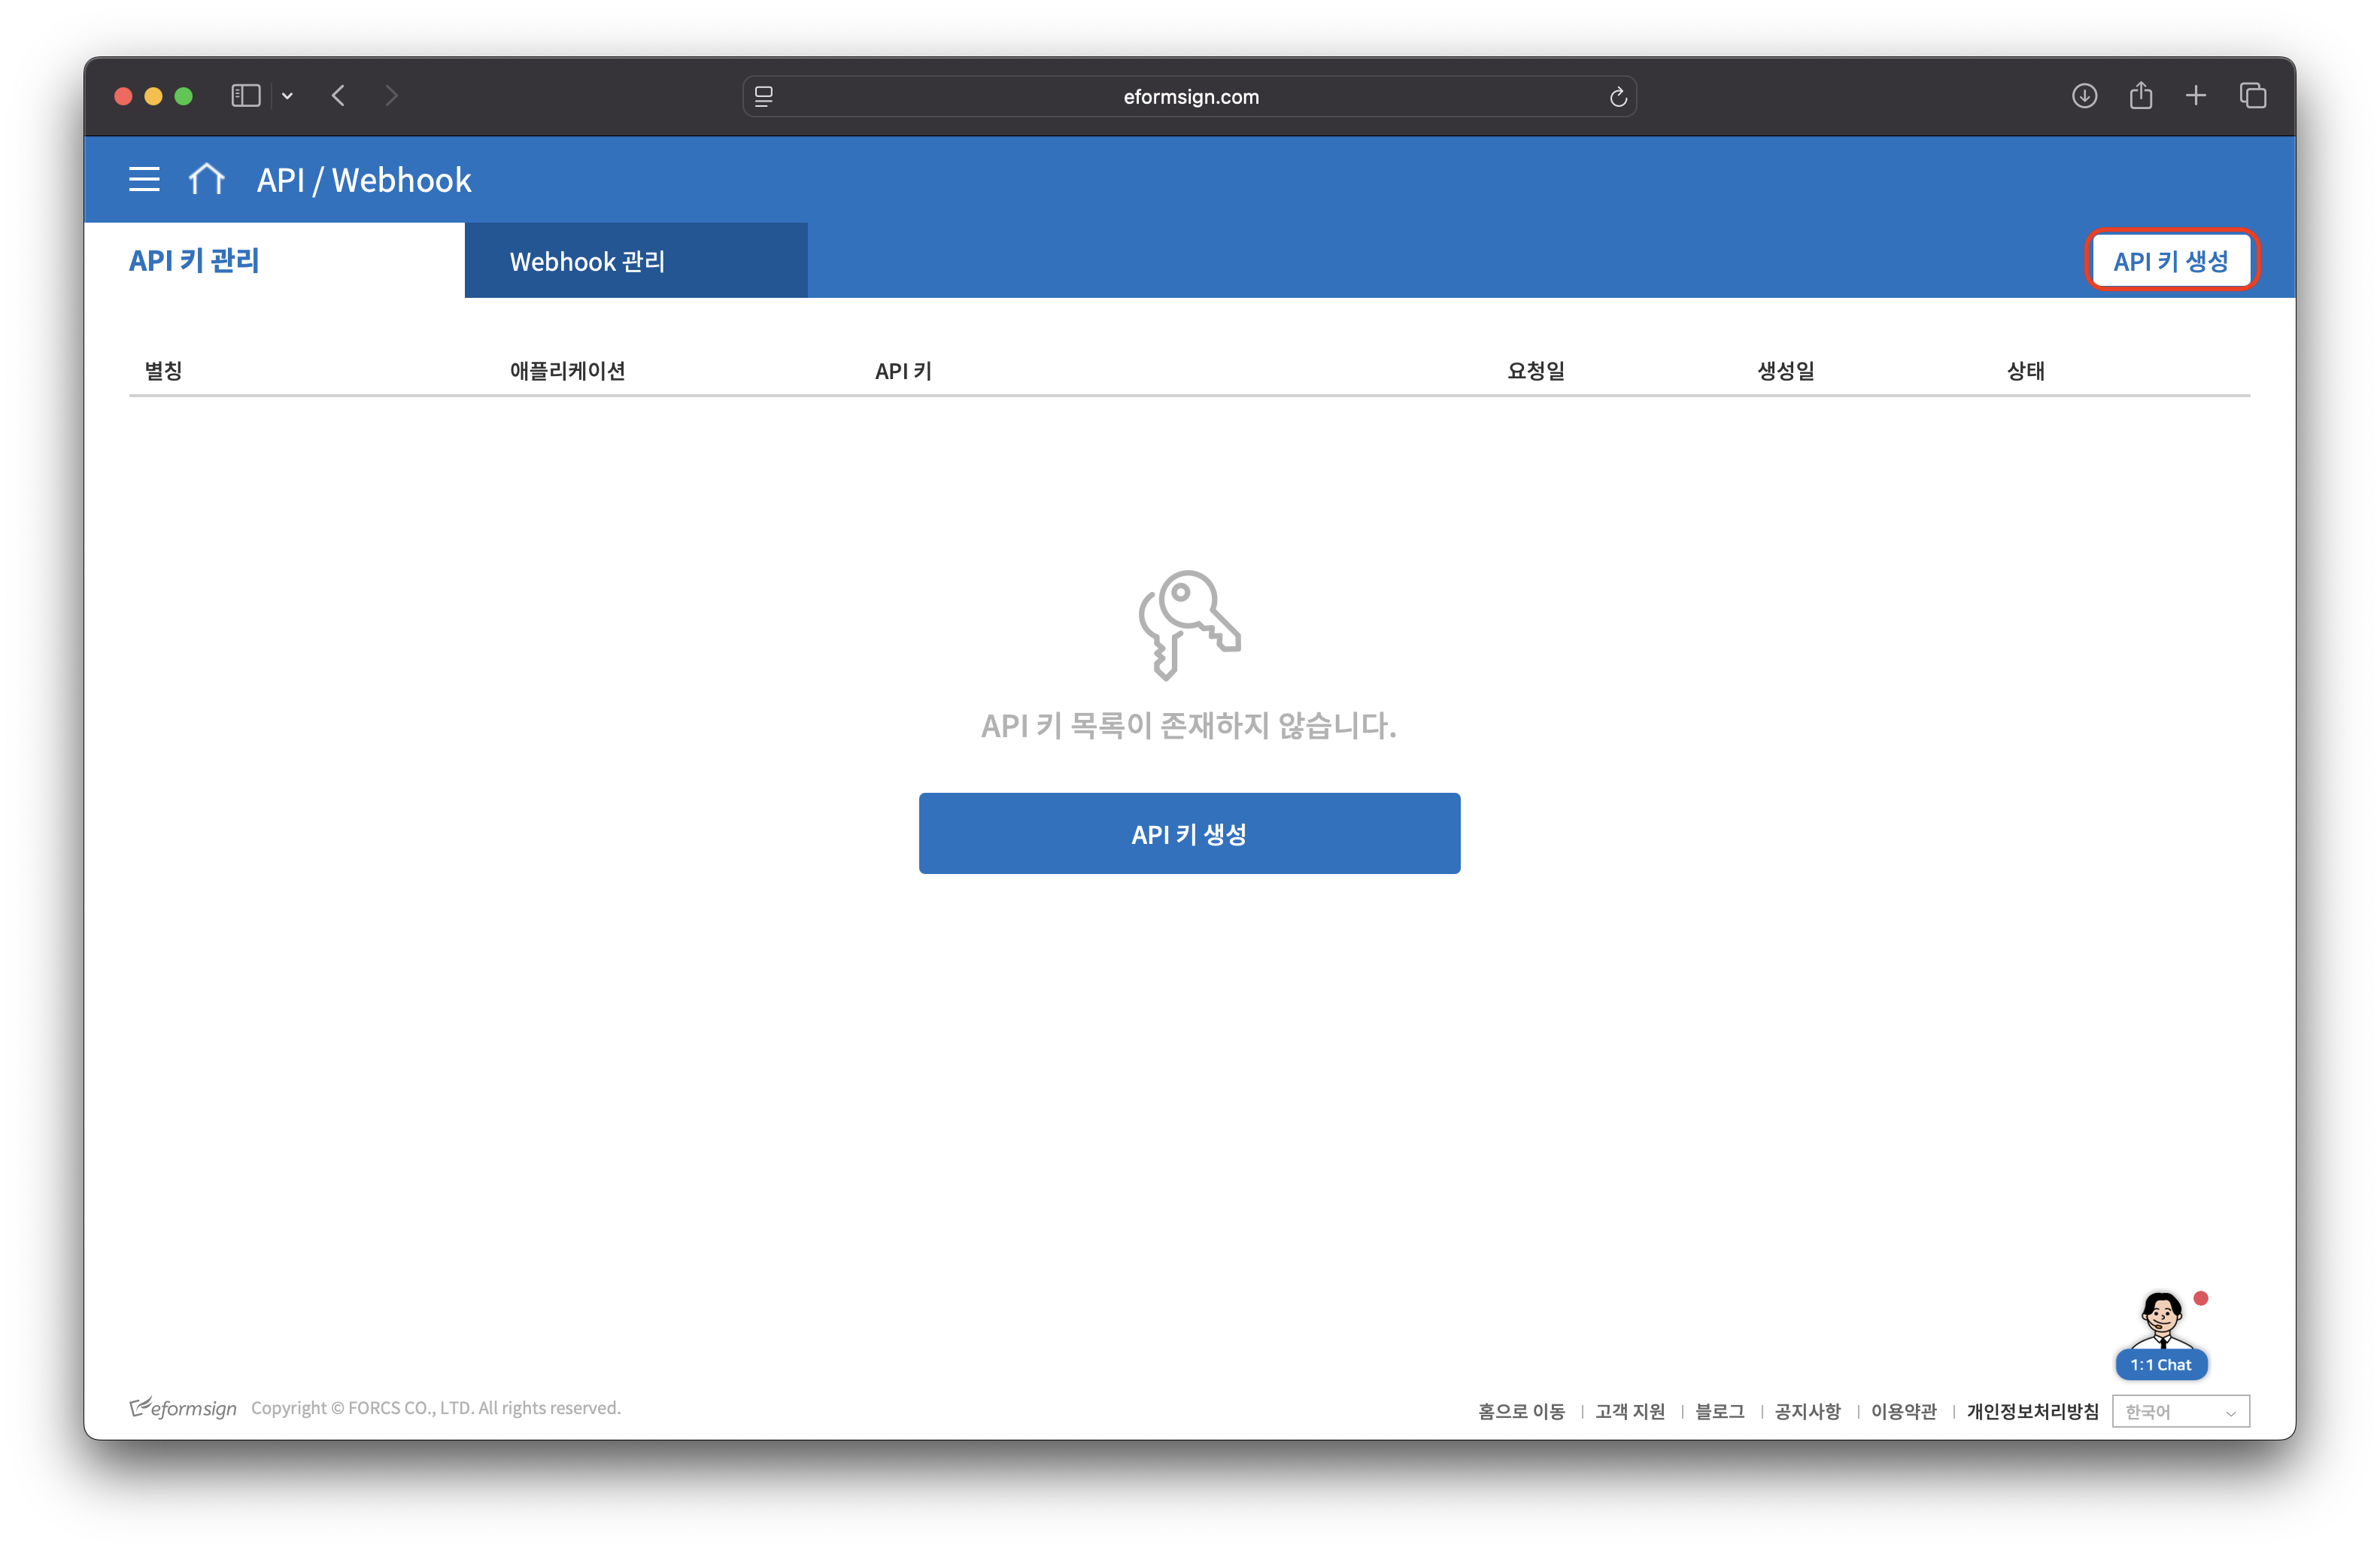 eformsign.com
API / Webhook
API 키 관리
Webhook 관리
API 키 생성
별칭 애플리케이션 API 키 요청일 생성일 상태
API 키 목록이 존재하지 않습니다.
API 키 생성
1:1 Chat
eformsign Copyright © FORCS CO., LTD. All rights reserved.
홈으로 이동 | 고객 지원 | 블로그 | 공지사항 | 이용약관 | 개인정보처리방침 한국어